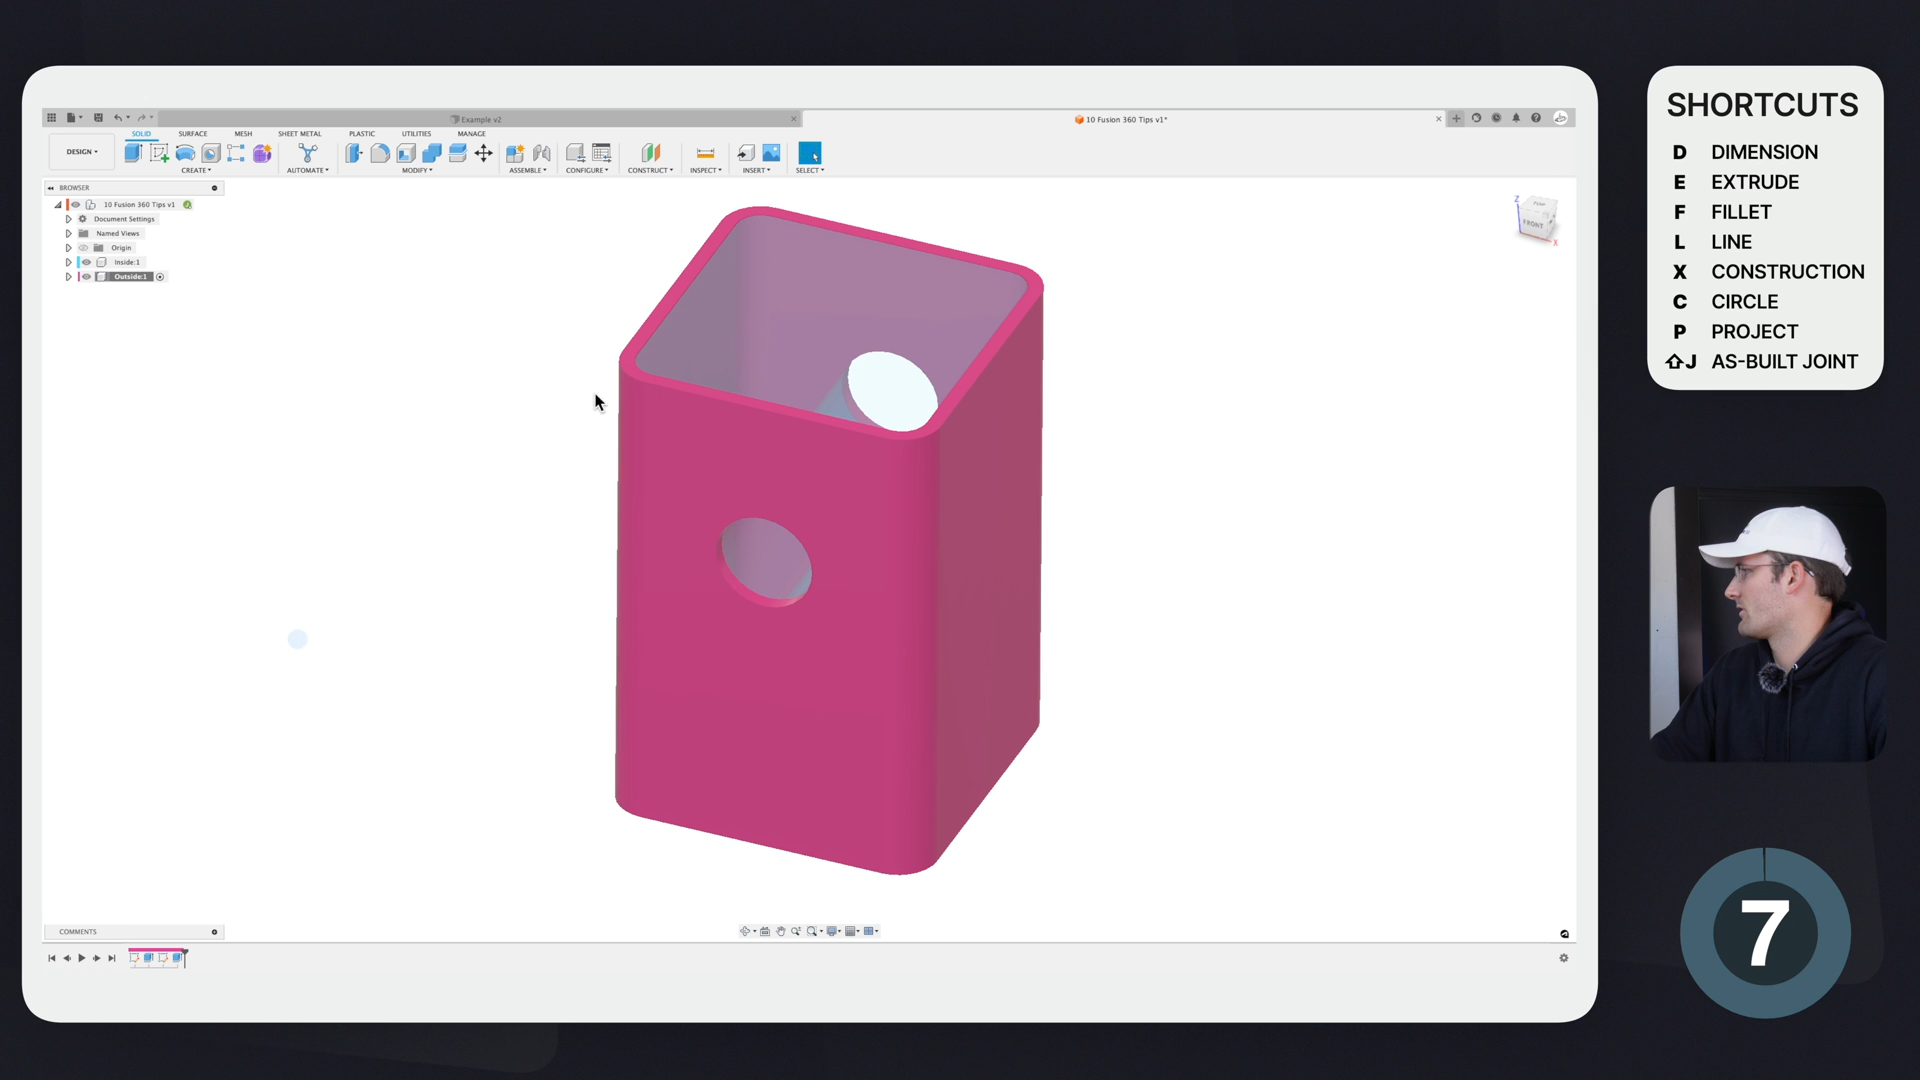 Example v2
10 Fusion 360 Tips v1*
DESIGN
SOLID
SURFACE
MESH
SHEET METAL
PLASTIC
UTILITIES
MANAGE
CREATE
AUTOMATE
MODIFY
ASSEMBLE
CONFIGURE
CONSTRUCT
INSPECT
INSERT
SELECT
BROWSER
10 Fusion 360 Tips v1
Document Settings
Named Views
Origin
Inside:1
Outside:1
Z
FRONT
X
COMMENTS
SHORTCUTS
D DIMENSION
E EXTRUDE
F FILLET
L LINE
X CONSTRUCTION
C CIRCLE
P PROJECT
⇧J AS-BUILT JOINT
7